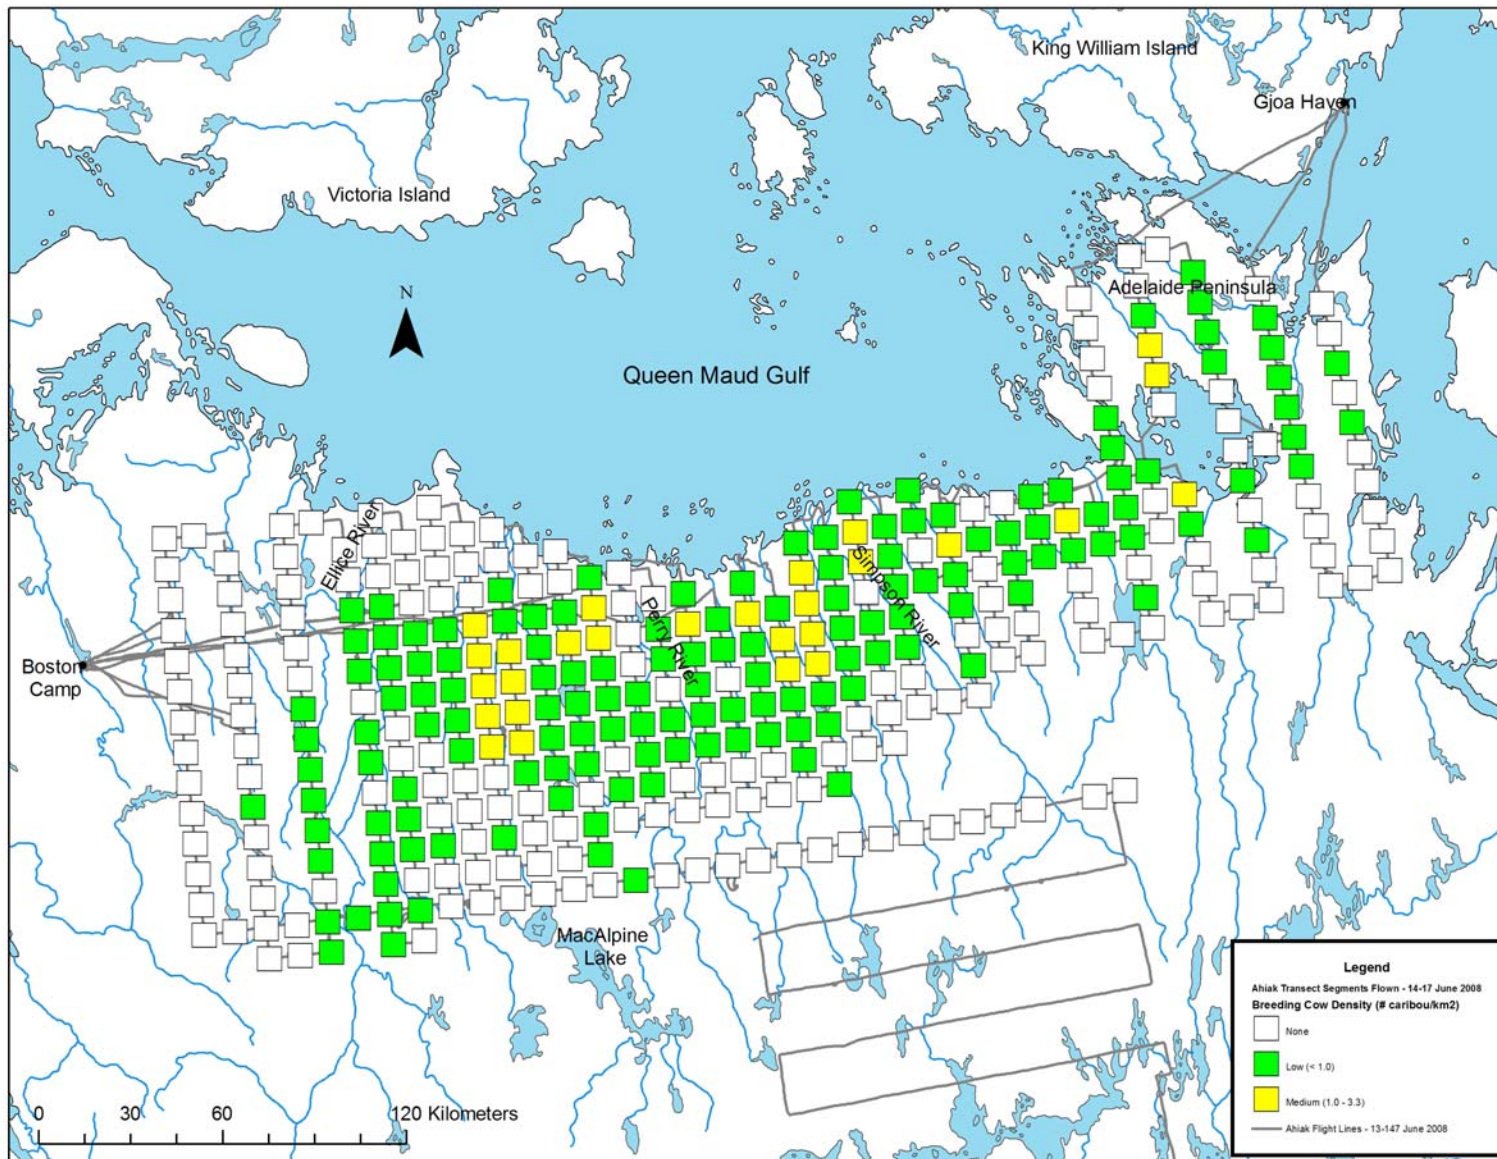 King William Island
Gjoa Haven
Victoria Island
Adelaide Peninsula
N
Queen Maud Gulf
Ellice River
Simpson River
Perry River
Boston
Camp
MacAlpine
Lake
Legend
Ahiak Transect Segments Flown - 14-17 June 2008
Breeding Cow Density (# caribou/km2)
None
Low (< 1.0)
Medium (1.0 - 3.3)
Ahiak Flight Lines - 13-147 June 2008
0 30 60 120 Kilometers